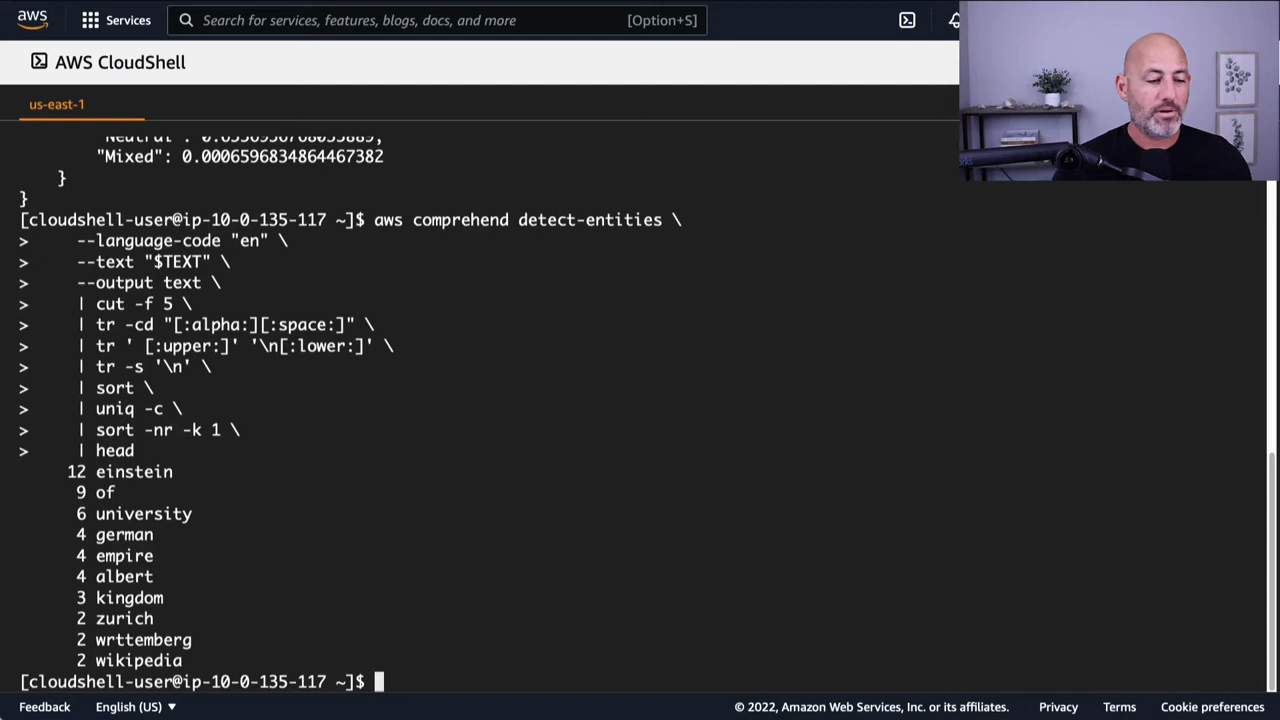 aws
Services
Search for services, features, blogs, docs, and more
[Option+S]
AWS CloudShell
us-east-1
"Mixed": 0.0006596834864467382
}
}
[cloudshell-user@ip-10-0-135-117 ~]$ aws comprehend detect-entities \
> --language-code "en" \
> --text "$TEXT" \
> --output text \
> | cut -f 5 \
> | tr -cd "[:alpha:][:space:]" \
> | tr ' [:upper:]' '\n[:lower:]' \
> | tr -s '\n' \
> | sort \
> | uniq -c \
> | sort -nr -k 1 \
> | head
12 einstein
9 of
6 university
4 german
4 empire
4 albert
3 kingdom
2 zurich
2 wrttemberg
2 wikipedia
[cloudshell-user@ip-10-0-135-117 ~]$
Feedback
English (US)
© 2022, Amazon Web Services, Inc. or its affiliates.
Privacy
Terms
Cookie preferences